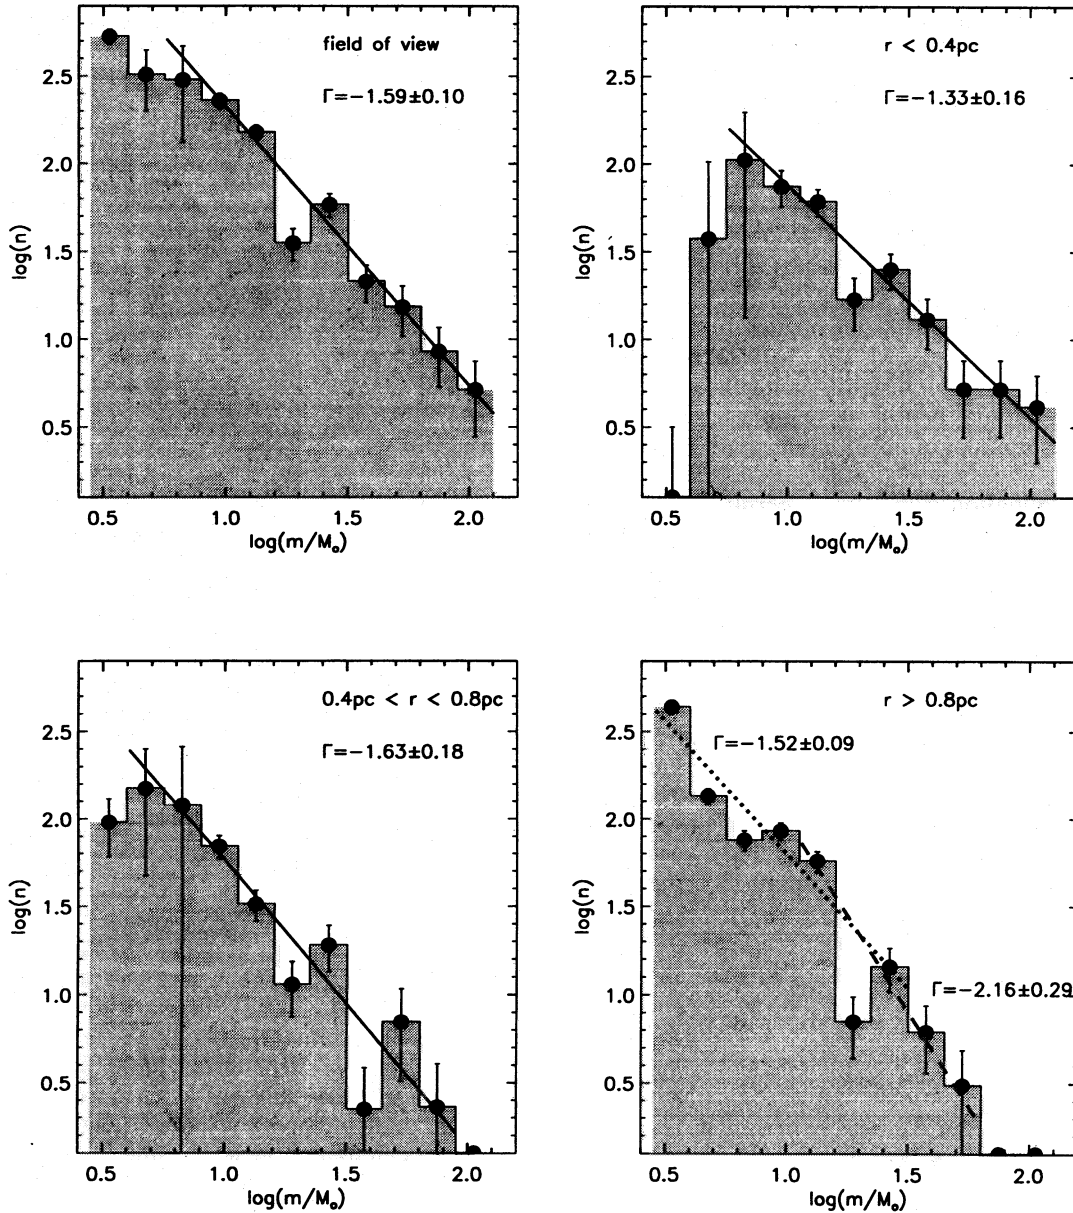 field of view
Γ=−1.59±0.10
log(n)
2.5
2.0
1.5
1.0
0.5
0.5 1.0 1.5 2.0
log(m/M₀)
r < 0.4pc
Γ=−1.33±0.16
log(n)
2.5
2.0
1.5
1.0
0.5
0.5 1.0 1.5 2.0
log(m/M₀)
0.4pc < r < 0.8pc
Γ=−1.63±0.18
log(n)
2.5
2.0
1.5
1.0
0.5
0.5 1.0 1.5 2.0
log(m/M₀)
r > 0.8pc
Γ=−1.52±0.09
Γ=−2.16±0.29
log(n)
2.5
2.0
1.5
1.0
0.5
0.5 1.0 1.5 2.0
log(m/M₀)